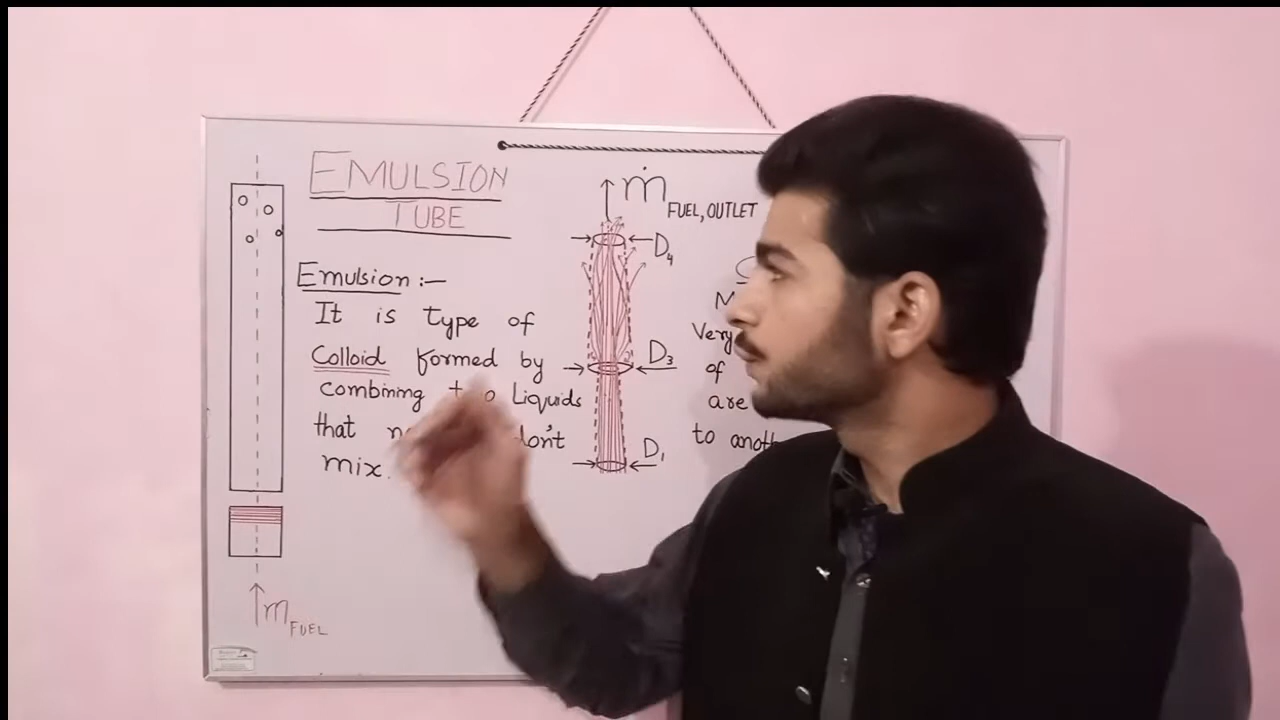 EMULSION
TUBE
Emulsion :-
It is type of
Colloid formed by
combining Liquids
that don't
mix.
ṁ
FUEL, OUTLET
D4
D3
D1
Very
of
are
to
m
FUEL